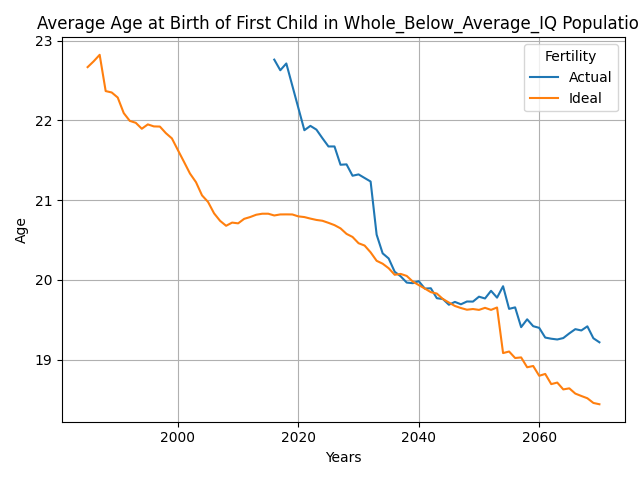 Average Age at Birth of First Child in Whole_Below_Average_IQ Populatio
23
22
21
20
19
Age
2000
2020
2040
2060
Years
Fertility
Actual
Ideal